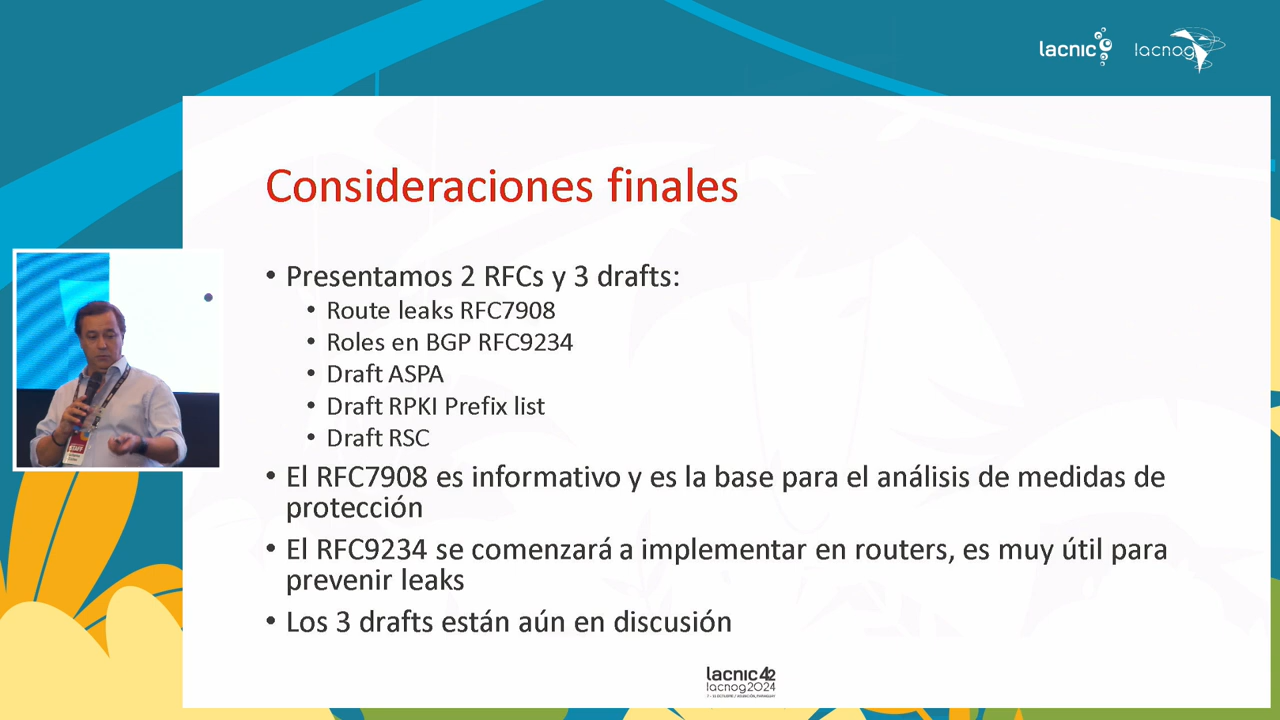 lacnic
lacnog
Consideraciones finales
• Presentamos 2 RFCs y 3 drafts:
• Route leaks RFC7908
• Roles en BGP RFC9234
• Draft ASPA
• Draft RPKI Prefix list
• Draft RSC
• El RFC7908 es informativo y es la base para el análisis de medidas de
protección
• El RFC9234 se comenzará a implementar en routers, es muy útil para
prevenir leaks
• Los 3 drafts están aún en discusión
STAFF
lacnic42
lacnog2024